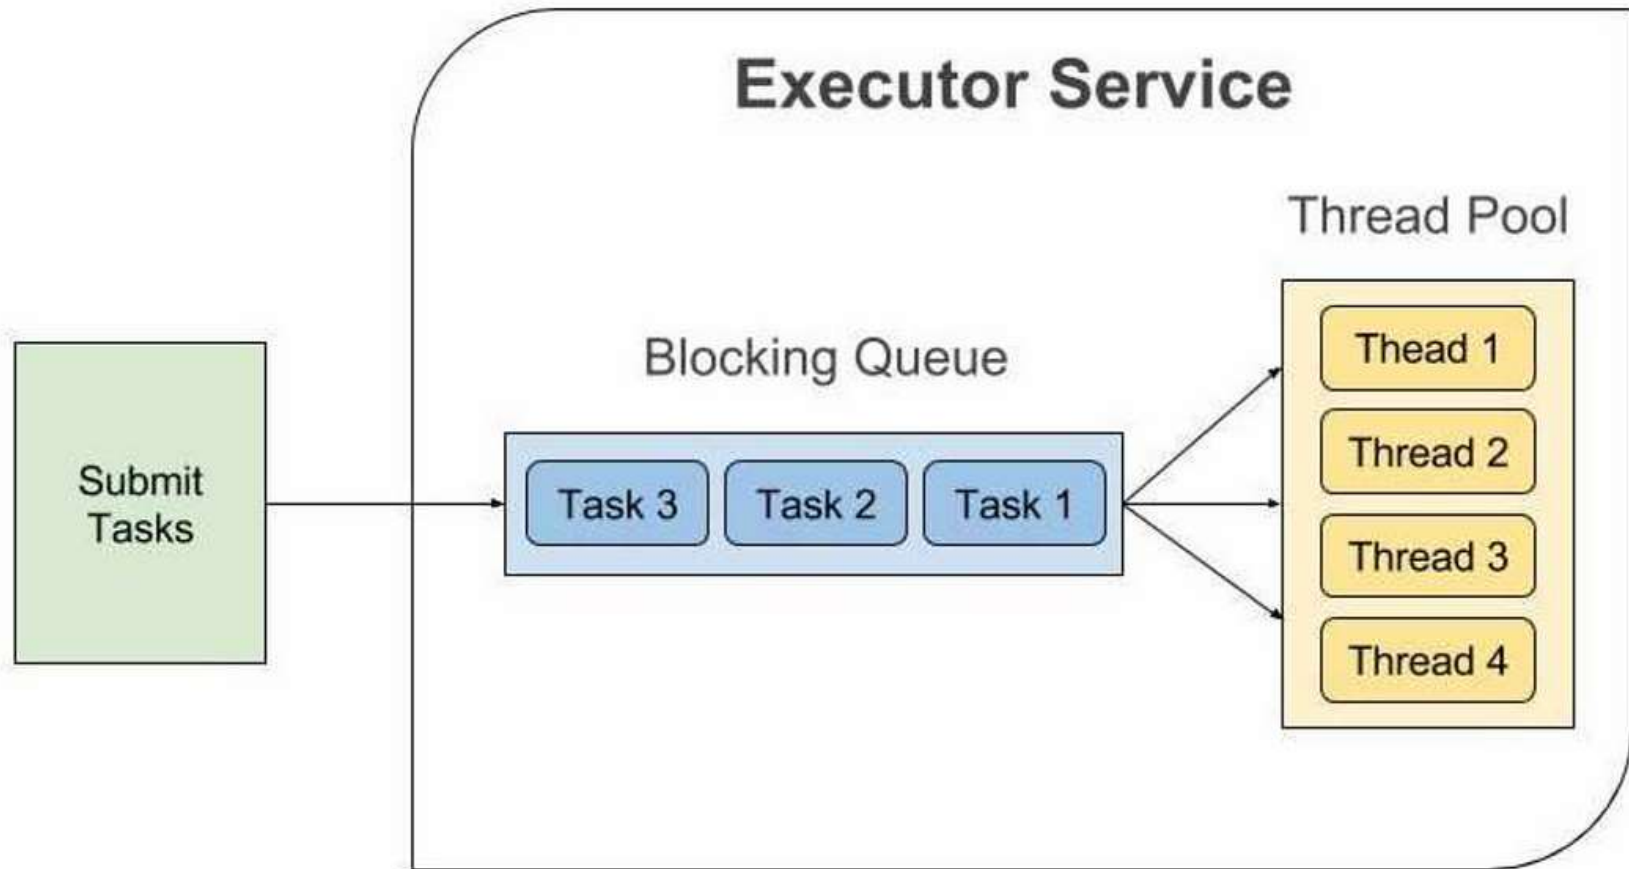 Executor Service
Thread Pool
Blocking Queue
Submit
Tasks
Task 3
Task 2
Task 1
Thead 1
Thread 2
Thread 3
Thread 4